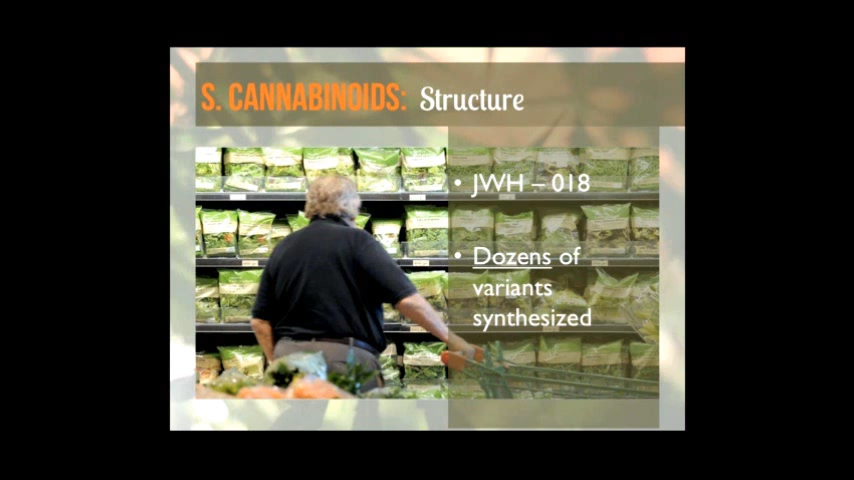 S. CANNABINOIDS: Structure
• JWH – 018
• Dozens of
variants
synthesized